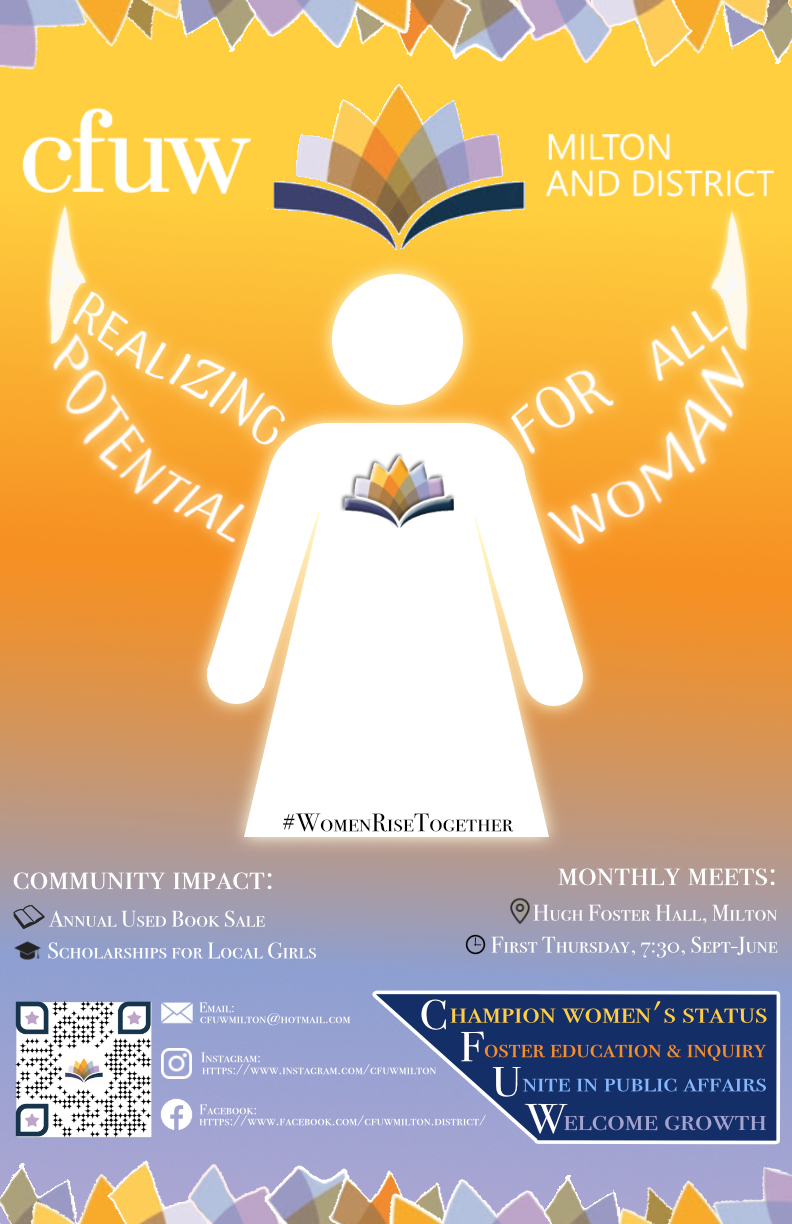 cfuw
MILTON
AND DISTRICT
REALIZING
POTENTIAL
FOR ALL
WOMAN
#WomenRiseTogether
COMMUNITY IMPACT:
Annual Used Book Sale
Scholarships for Local Girls
MONTHLY MEETS:
Hugh Foster Hall, Milton
First Thursday, 7:30, Sept-June
Email:
cfuwmilton@hotmail.com
Instagram:
https://www.instagram.com/cfuwmilton
Facebook:
https://www.facebook.com/cfuwmilton.district/
Champion women's status
Foster education & inquiry
Unite in public affairs
Welcome growth